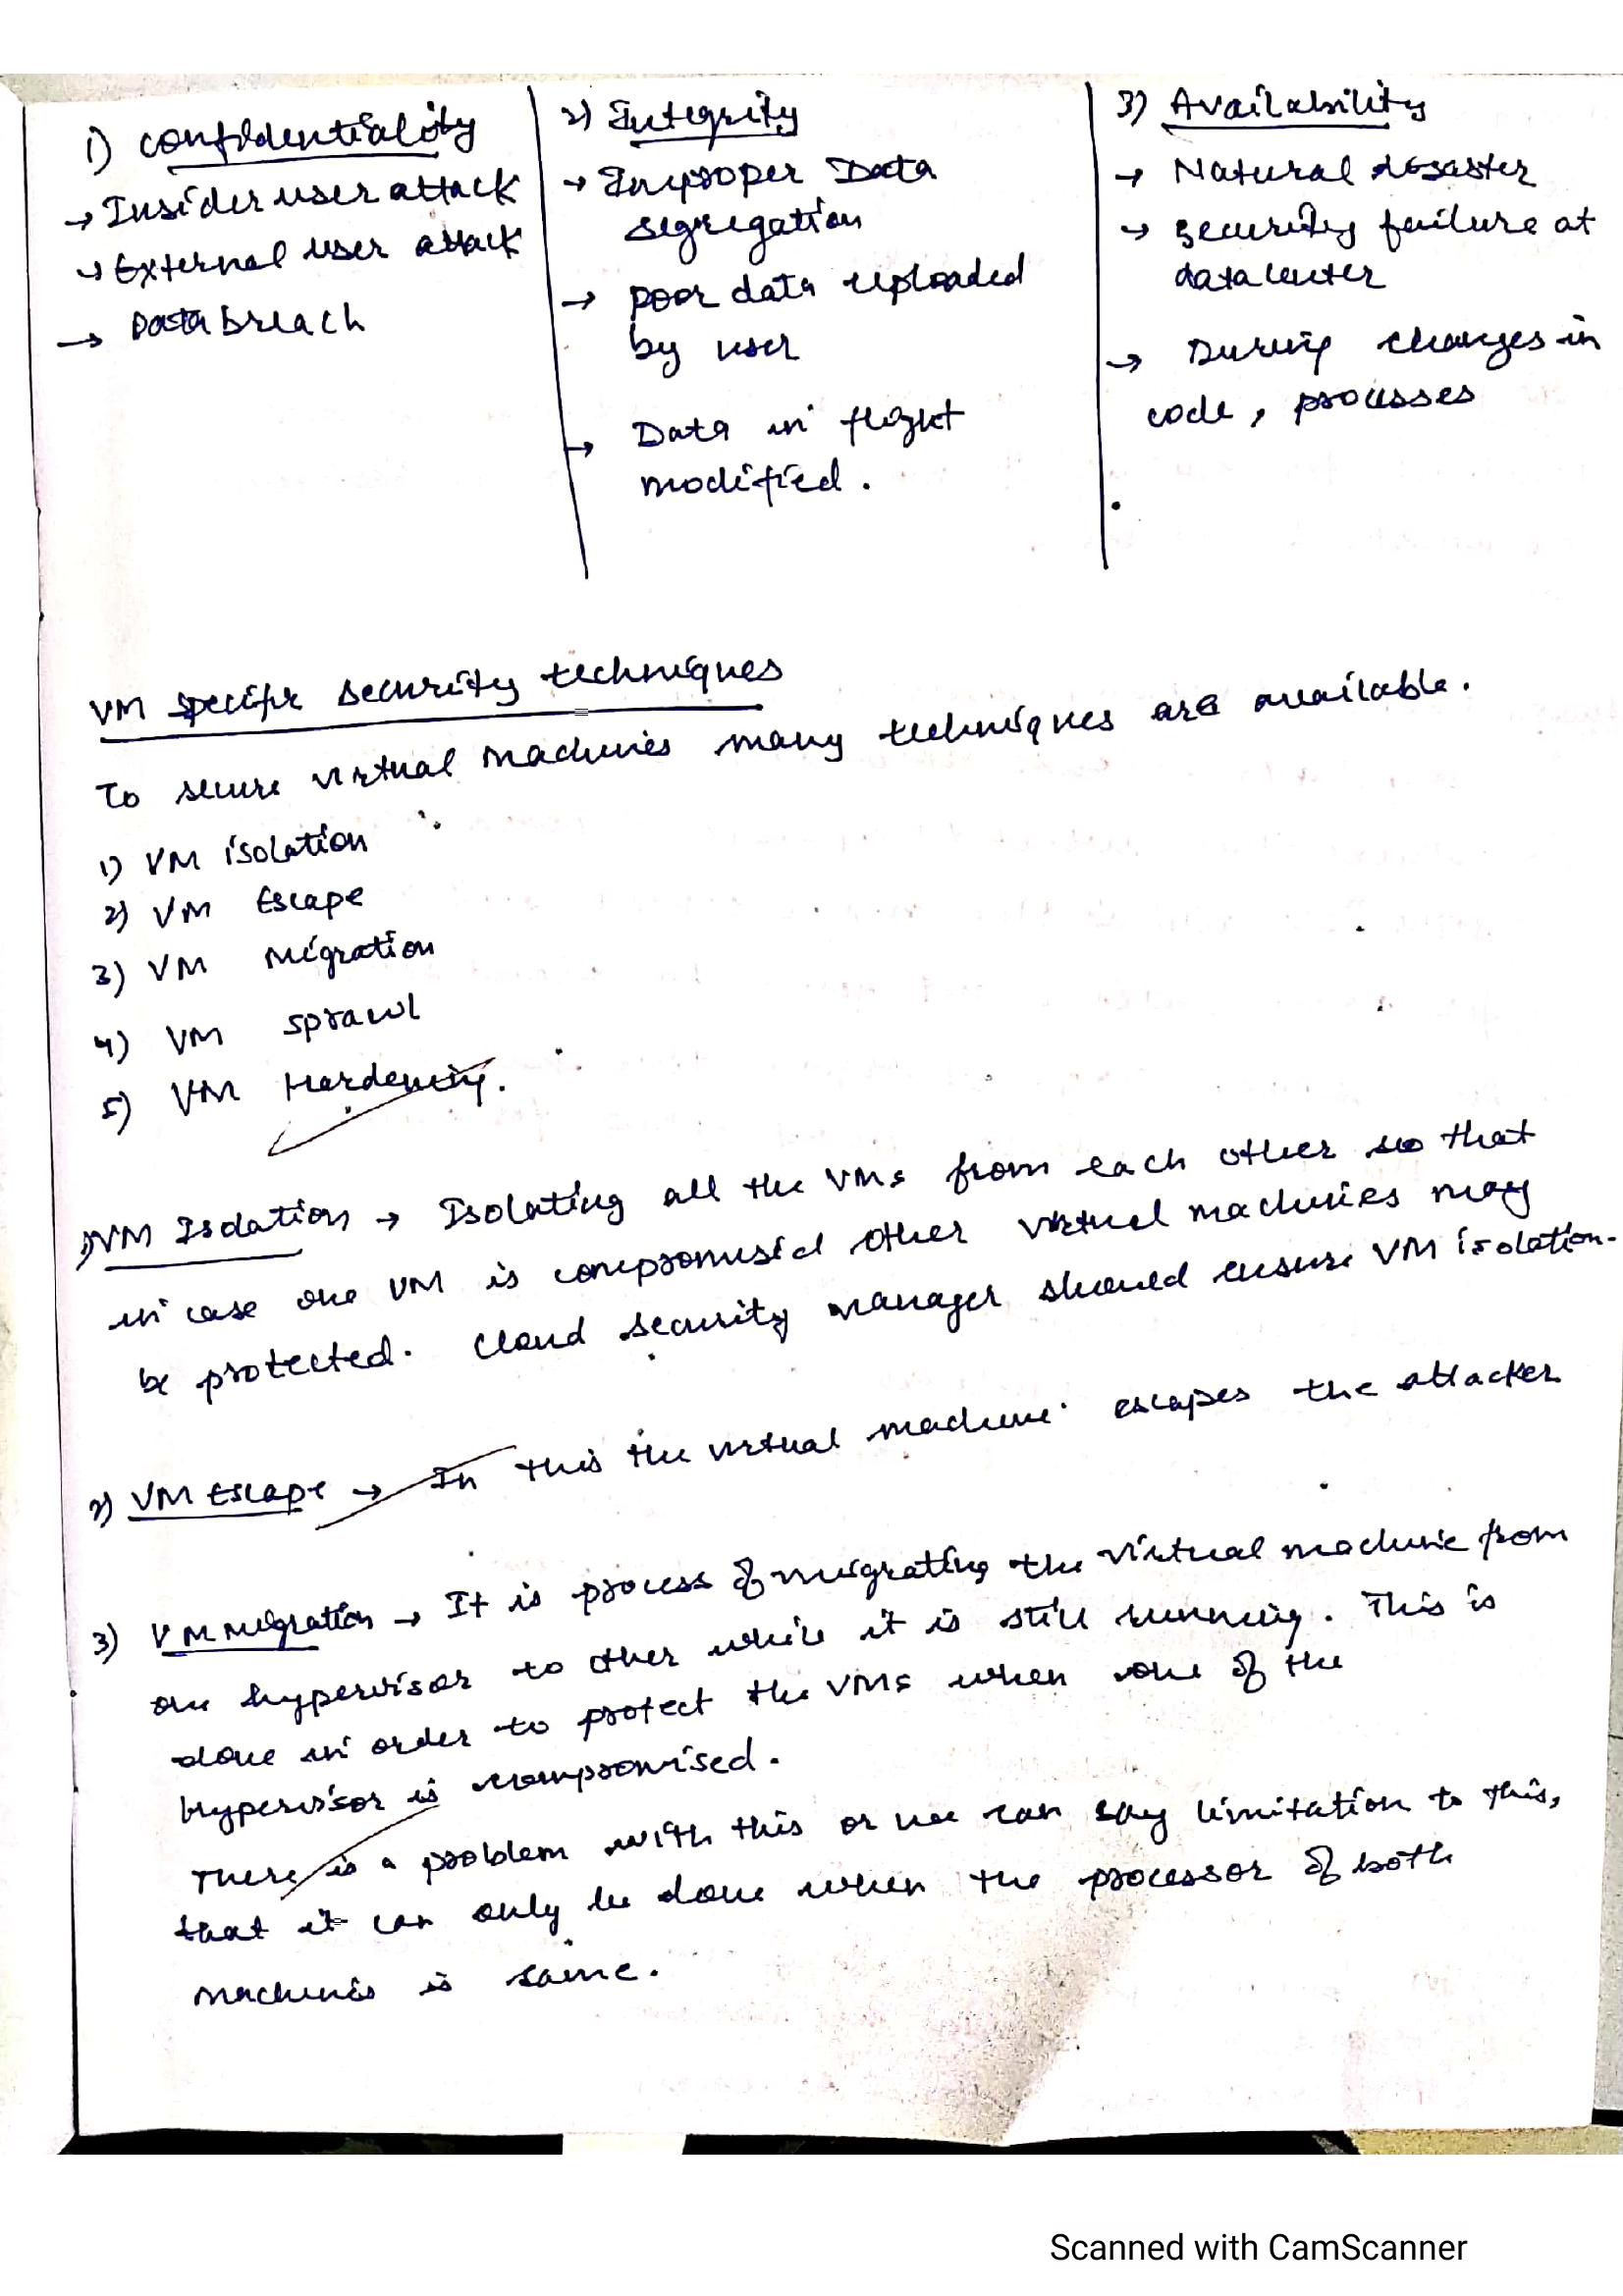 1) confidentiality
→ Insider user attack
→ External user attack
→ Data breach
2) Integrity
→ Improper Data
segregation
→ poor data uploaded
by user
→ Data in flight
modified.
3) Availability
→ Natural disaster
→ security failure at
datacenter
→ During changes in
code, processes
VM specific security techniques
To secure virtual machines many techniques are available.
1) VM isolation
2) VM Escape
3) VM Migration
4) VM sprawl
5) VM Hardening.
1) VM Isolation → Isolating all the VMs from each other so that
in case one VM is compromised other virtual machines may
be protected. Cloud security manager should ensure VM isolation.
2) VM Escape → In this the virtual machine escapes the attacker
3) VM Migration → It is process of migrating the virtual machine from
one hypervisor to other while it is still running. This is
done in order to protect the VMs when one of the
hypervisor is compromised.
There is a problem with this or we can say limitation to this,
that it can only be done when the processor of both
machines is same.
Scanned with CamScanner